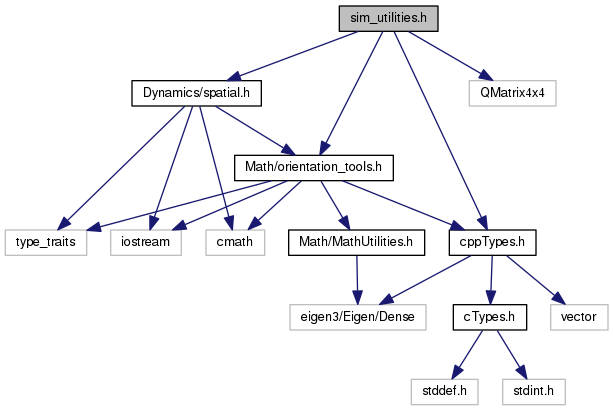 sim_utilities.h
Dynamics/spatial.h
QMatrix4x4
Math/orientation_tools.h
type_traits
iostream
cmath
Math/MathUtilities.h
cppTypes.h
eigen3/Eigen/Dense
cTypes.h
vector
stddef.h
stdint.h